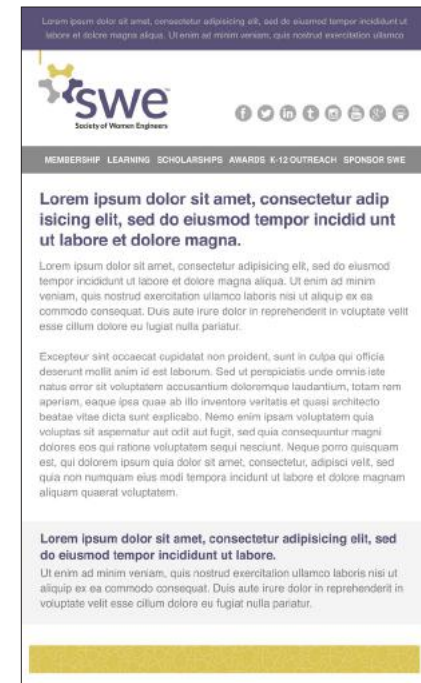 Lorem ipsum dolor sit amet, consectetur adipisicing elit, sed do eiusmod tempor incididunt ut
labore et dolore magna aliqua. Ut enim ad minim veniam, quis nostrud exercitation ullamco
swe™
Society of Women Engineers
MEMBERSHIP LEARNING SCHOLARSHIPS AWARDS K-12 OUTREACH SPONSOR SWE
Lorem ipsum dolor sit amet, consectetur adip
isicing elit, sed do eiusmod tempor incidid unt
ut labore et dolore magna.
Lorem ipsum dolor sit amet, consectetur adipisicing elit, sed do eiusmod
tempor incididunt ut labore et dolore magna aliqua. Ut enim ad minim
veniam, quis nostrud exercitation ullamco laboris nisi ut aliquip ex ea
commodo consequat. Duis aute irure dolor in reprehenderit in voluptate velit
esse cillum dolore eu fugiat nulla pariatur.
Excepteur sint occaecat cupidatat non proident, sunt in culpa qui officia
deserunt mollit anim id est laborum. Sed ut perspiciatis unde omnis iste
natus error sit voluptatem accusantium doloremque laudantium, totam rem
aperiam, eaque ipsa quae ab illo inventore veritatis et quasi architecto
beatae vitae dicta sunt explicabo. Nemo enim ipsam voluptatem quia
voluptas sit aspernatur aut odit aut fugit, sed quia consequuntur magni
dolores eos qui ratione voluptatem sequi nesciunt. Neque porro quisquam
est, qui dolorem ipsum quia dolor sit amet, consectetur, adipisci velit, sed
quia non numquam eius modi tempora incidunt ut labore et dolore magnam
aliquam quaerat voluptatem.
Lorem ipsum dolor sit amet, consectetur adipisicing elit, sed
do eiusmod tempor incididunt ut labore.
Ut enim ad minim veniam, quis nostrud exercitation ullamco laboris nisi ut
aliquip ex ea commodo consequat. Duis aute irure dolor in reprehenderit in
voluptate velit esse cillum dolore eu fugiat nulla pariatur.